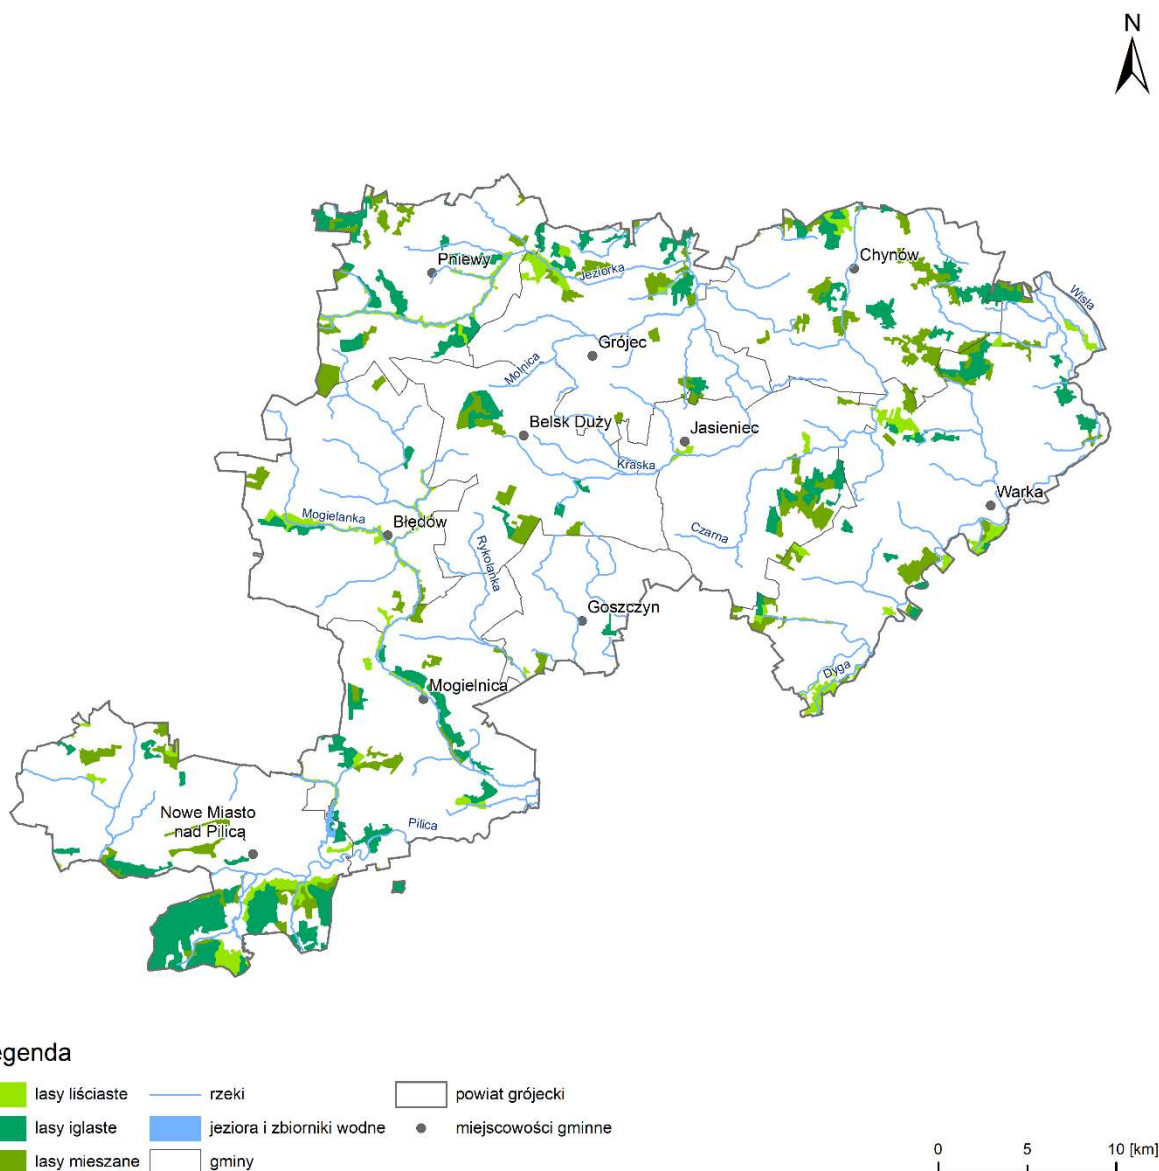 N
Pniewy
Jeziorka
Chynów
Wisła
Grójec
Molnica
Belsk Duży
Jasieniec
Kraska
Warka
Mogielanka
Błędów
Czarna
Rykolanka
Goszczyn
Dyga
Mogielnica
Nowe Miasto
nad Pilicą
Pilica
egenda
lasy liściaste
rzeki
powiat grójecki
lasy iglaste
jeziora i zbiorniki wodne
miejscowości gminne
lasy mieszane
gminy
0 5 10 [km]